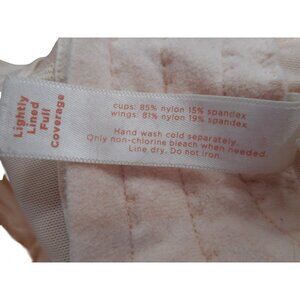 Lightly
Lined
Full
Coverage
cups: 85% nylon 15% spandex
wings: 81% nylon 19% spandex
Hand wash cold separately.
Only non-chlorine bleach when needed.
Line dry. Do not iron.